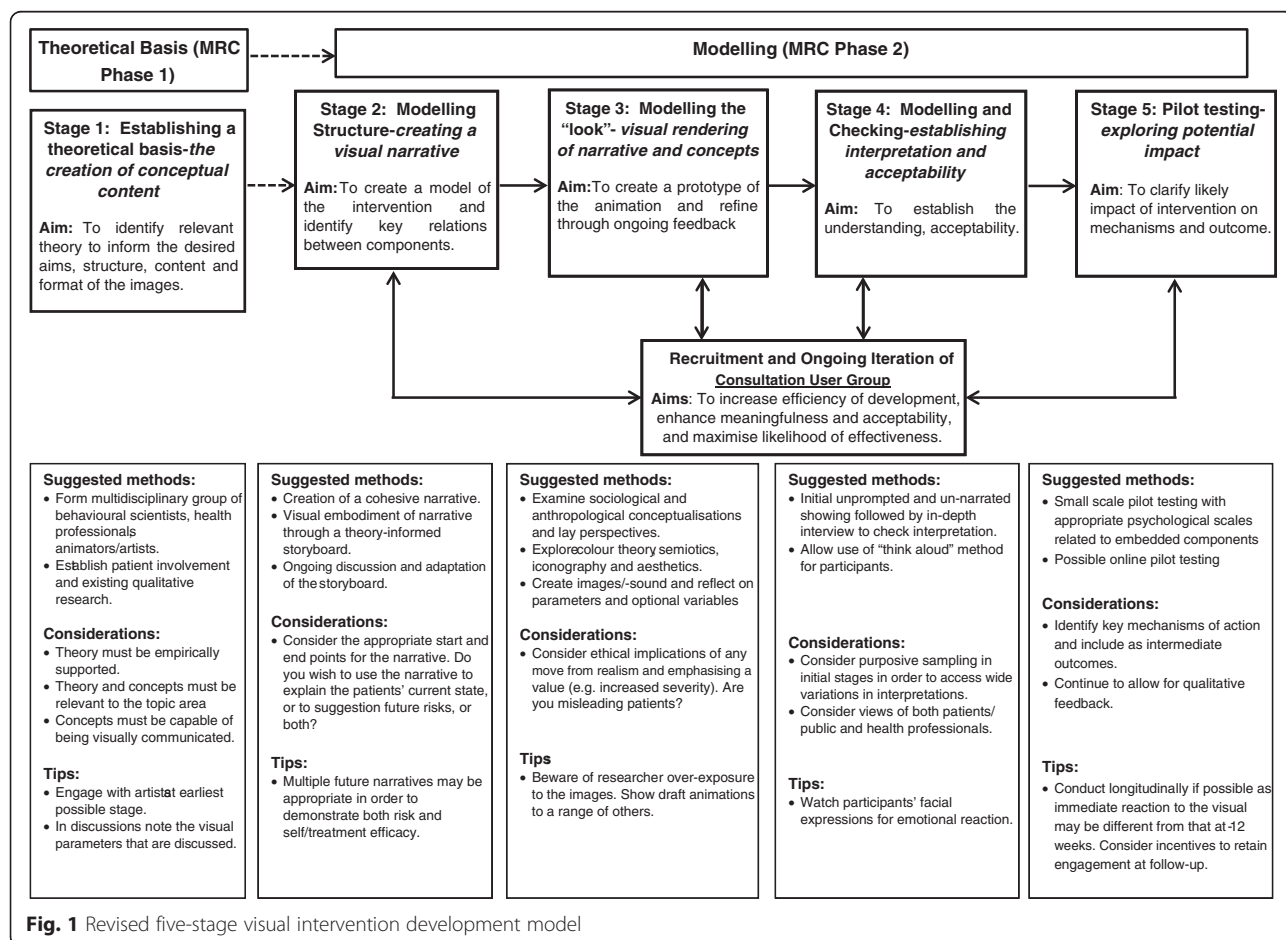 Theoretical Basis (MRC
Phase 1)
Modelling (MRC Phase 2)
Stage 1: Establishing a
theoretical basis-the
creation of conceptual
content
Aim: To identify relevant
theory to inform the desired
aims, structure, content and
format of the images.
Stage 2: Modelling
Structure-creating a
visual narrative
Aim:To create a model of
the intervention and
identify key relations
between components.
Stage 3: Modelling the
“look”- visual rendering
of narrative and concepts
Aim:To create a prototype of
the animation and refine
through ongoing feedback
Stage 4: Modelling and
Checking-establishing
interpretation and
acceptability
Aim: To establish the
understanding, acceptability.
Stage 5: Pilot testing-
exploring potential
impact
Aim: To clarify likely
impact of intervention on
mechanisms and outcome.
Recruitment and Ongoing Iteration of
Consultation User Group
Aims: To increase efficiency of development,
enhance meaningfulness and acceptability,
and maximise likelihood of effectiveness.
Suggested methods:
• Form multidisciplinary group of
behavioural scientists, health
professionals,
animators/artists.
• Establish patient involvement
and existing qualitative
research.
Considerations:
• Theory must be empirically
supported.
• Theory and concepts must be
relevant to the topic area
• Concepts must be capable of
being visually communicated.
Tips:
• Engage with artists at earliest
possible stage.
• In discussions note the visual
parameters that are discussed.
Suggested methods:
• Creation of a cohesive narrative.
• Visual embodiment of narrative
through a theory-informed
storyboard.
• Ongoing discussion and adaptation
of the storyboard.
Considerations:
• Consider the appropriate start and
end points for the narrative. Do
you wish to use the narrative to
explain the patients’ current state,
or to suggestion future risks, or
both?
Tips:
• Multiple future narratives may be
appropriate in order to
demonstrate both risk and
self/treatment efficacy.
Suggested methods:
• Examine sociological and
anthropological conceptualisations
and lay perspectives.
• Explore colour theory, semiotics,
iconography and aesthetics.
• Create images/-sound and reflect on
parameters and optional variables
Considerations:
• Consider ethical implications of any
move from realism and emphasising a
value (e.g. increased severity). Are
you misleading patients?
Tips
• Beware of researcher over-exposure
to the images. Show draft animations
to a range of others.
Suggested methods:
• Initial unprompted and un-narrated
showing followed by in-depth
interview to check interpretation.
• Allow use of “think aloud” method
for participants.
Considerations:
• Consider purposive sampling in
initial stages in order to access wide
variations in interpretations.
• Consider views of both patients/
public and health professionals.
Tips:
• Watch participants’ facial
expressions for emotional reaction.
Suggested methods:
• Small scale pilot testing with
appropriate psychological scales
related to embedded components
• Possible online pilot testing
Considerations:
• Identify key mechanisms of action
and include as intermediate
outcomes.
• Continue to allow for qualitative
feedback.
Tips:
• Conduct longitudinally if possible as
immediate reaction to the visual
may be different from that at-12
weeks. Consider incentives to retain
engagement at follow-up.
Fig. 1 Revised five-stage visual intervention development model